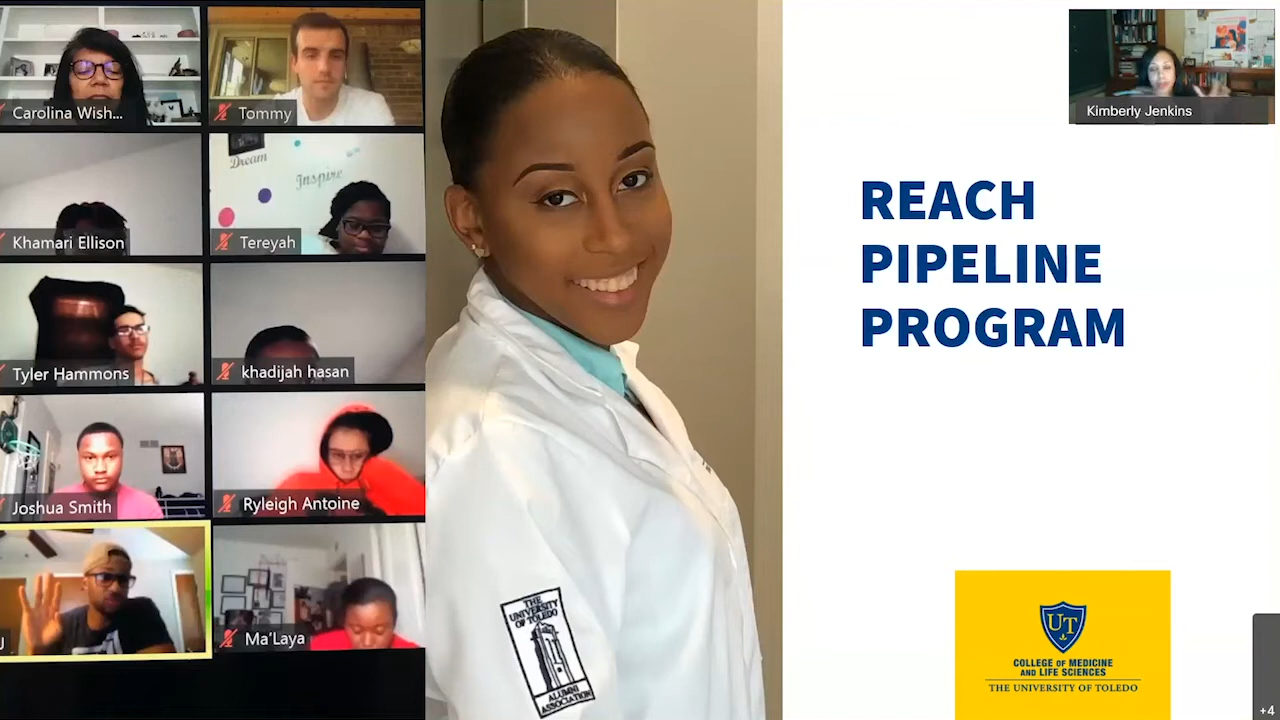 Carolina Wish...
Tommy
Dream
Inspire
Khamari Ellison
Tereyah
Tyler Hammons
khadijah hasan
Joshua Smith
Ryleigh Antoine
J
Ma'Laya
THE
UNIVERSITY
OF TOLEDO
ALUMNI
ASSOCIATION
Kimberly Jenkins
REACH
PIPELINE
PROGRAM
UT
COLLEGE OF MEDICINE
AND LIFE SCIENCES
THE UNIVERSITY OF TOLEDO
+4